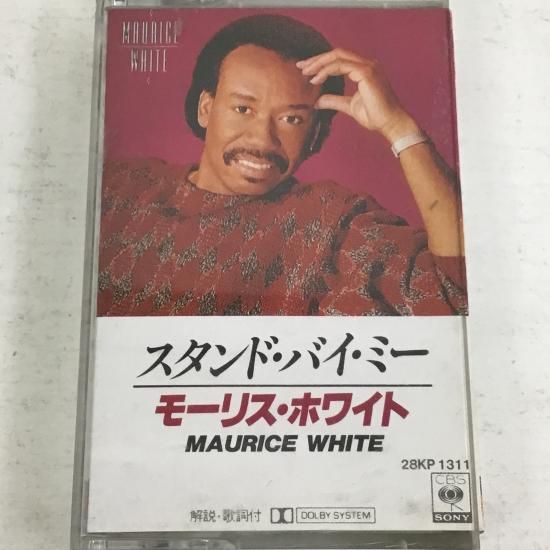 MAURICE
WHITE
スタンド・バイ・ミー
モーリス・ホワイト
MAURICE WHITE
28KP 1311
CBS
SONY
解説・歌詞付 DOLBY SYSTEM